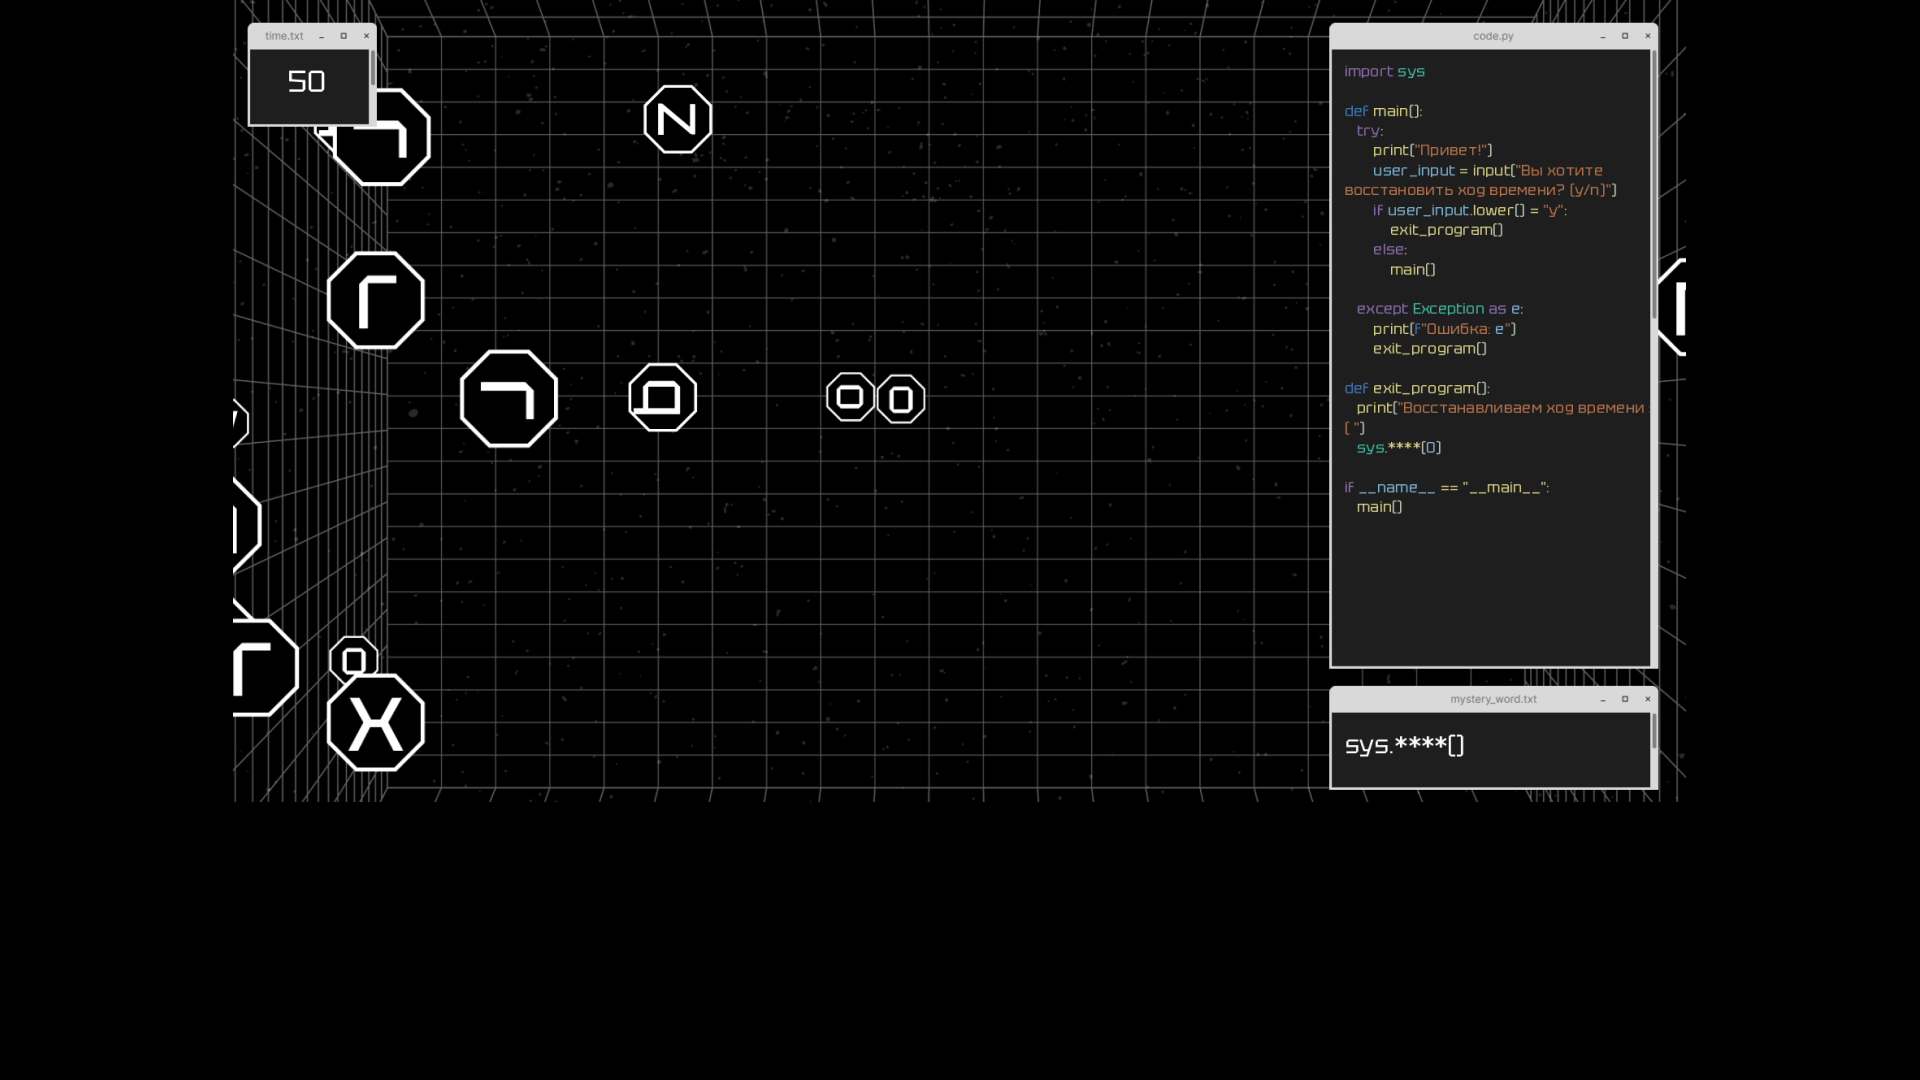 time.txt
50
N
code.py
import sys
def main():
try:
print("Привет!")
user_input = input("Вы хотите
восстановить ход времени? (y/n)")
if user_input.lower() = "y":
exit_program()
else:
main()
except Exception as e:
print(f"Ошибка: e")
exit_program()
def exit_program():
print("Восстанавливаем ход времени :
( ")
sys.****(0)
if __name__ == "__main__":
main()
X
mystery_word.txt
sys.****()